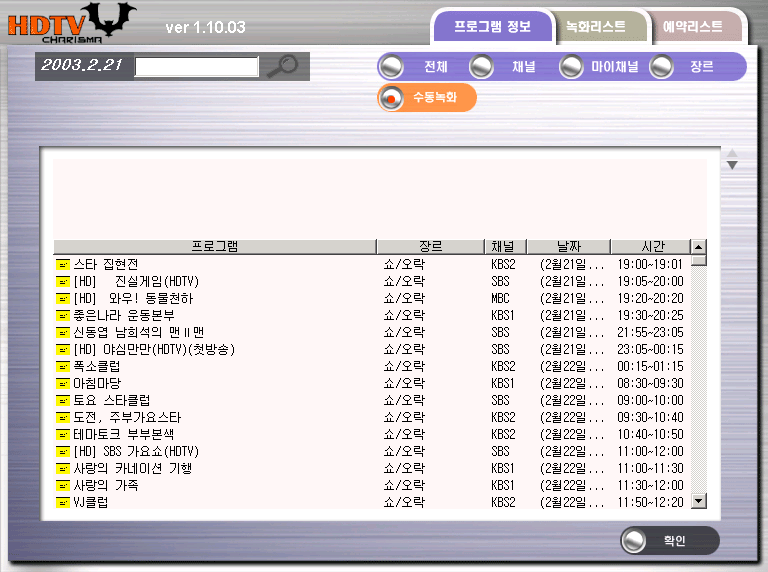 HDTV
CHARISMA
ver 1.10.03
프로그램 정보 녹화리스트 예약리스트
2003.2.21
전체 채널 마이채널 장르
수동녹화
프로그램 장르 채널 날짜 시간
스타 집현전 쇼/오락 KBS2 (2월21일... 19:00~19:01
[HD] 진실게임(HDTV) 쇼/오락 SBS (2월21일... 19:05~20:00
[HD] 와우! 동물천하 쇼/오락 MBC (2월21일... 19:20~20:20
좋은나라 운동본부 쇼/오락 KBS1 (2월21일... 19:30~20:25
신동엽 남희석의 맨Ⅱ맨 쇼/오락 SBS (2월21일... 21:55~23:05
[HD] 야심만만(HDTV)(첫방송) 쇼/오락 SBS (2월21일... 23:05~00:15
폭소클럽 쇼/오락 KBS2 (2월22일... 00:15~01:15
아침마당 쇼/오락 KBS1 (2월22일... 08:30~09:30
토요 스타클럽 쇼/오락 SBS (2월22일... 09:00~10:00
도전, 주부가요스타 쇼/오락 KBS2 (2월22일... 09:30~10:40
테마토크 부부본색 쇼/오락 KBS2 (2월22일... 10:40~10:50
[HD] SBS 가요쇼(HDTV) 쇼/오락 SBS (2월22일... 11:00~12:00
사랑의 카네이션 기행 쇼/오락 KBS1 (2월22일... 11:00~11:30
사랑의 가족 쇼/오락 KBS1 (2월22일... 11:30~12:00
VJ클럽 쇼/오락 KBS2 (2월22일... 11:50~12:20
확인